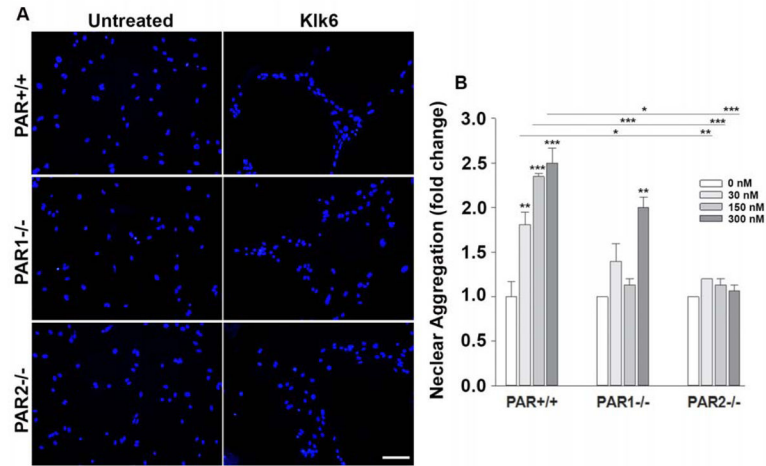 A
Untreated
Klk6
PAR+/+
PAR1-/-
PAR2-/-
B
Neclear Aggregation (fold change)
3.0
2.5
2.0
1.5
1.0
0.5
0.0
* ***
*** ***
* **
** *** ***
**
0 nM
30 nM
150 nM
300 nM
PAR+/+ PAR1-/- PAR2-/-